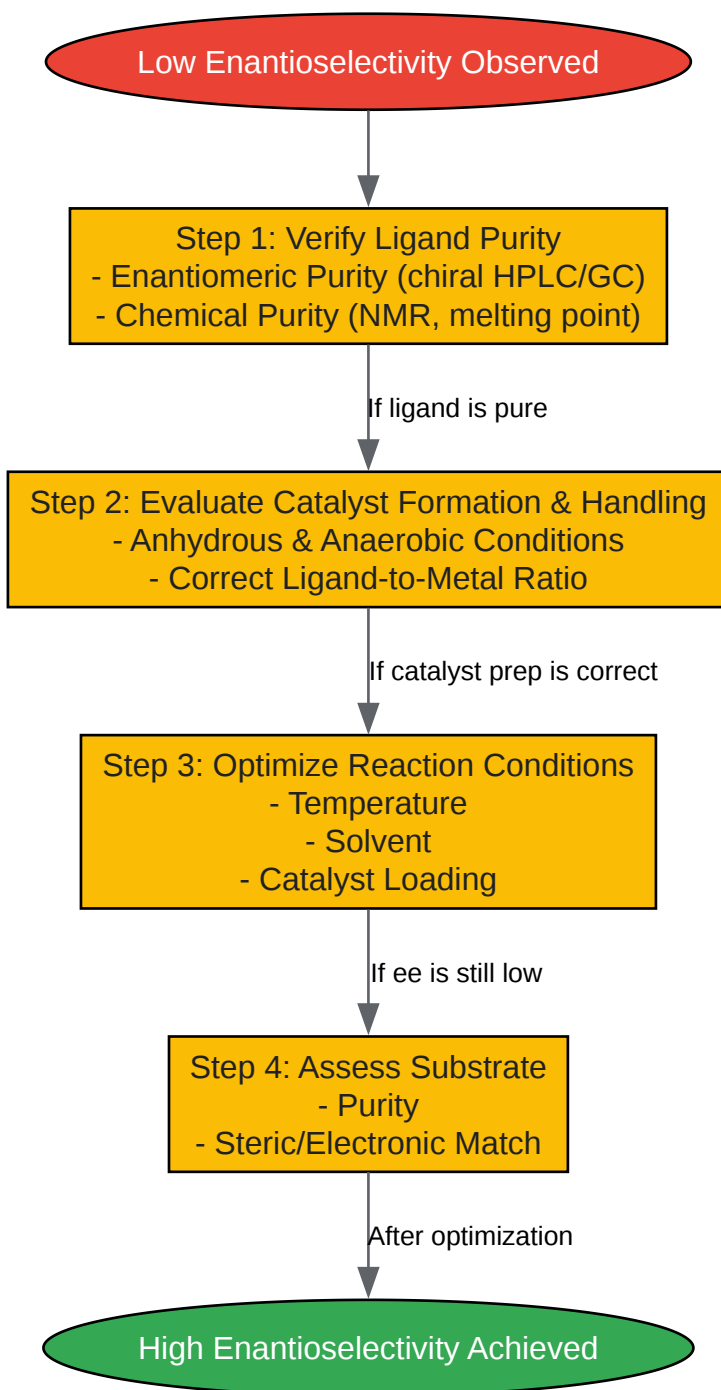 Low Enantioselectivity Observed
Step 1: Verify Ligand Purity
- Enantiomeric Purity (chiral HPLC/GC)
- Chemical Purity (NMR, melting point)
If ligand is pure
Step 2: Evaluate Catalyst Formation & Handling
- Anhydrous & Anaerobic Conditions
- Correct Ligand-to-Metal Ratio
If catalyst prep is correct
Step 3: Optimize Reaction Conditions
- Temperature
- Solvent
- Catalyst Loading
If ee is still low
Step 4: Assess Substrate
- Purity
- Steric/Electronic Match
After optimization
High Enantioselectivity Achieved